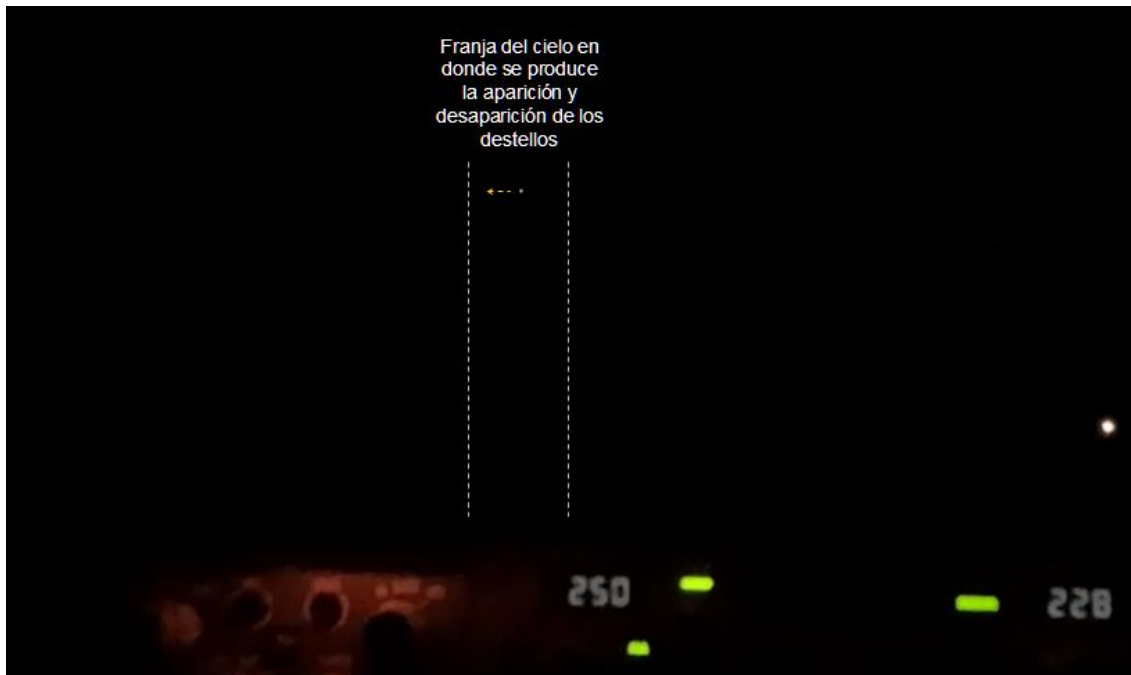 Franja del cielo en
donde se produce
la aparición y
desaparición de los
destellos
250
228